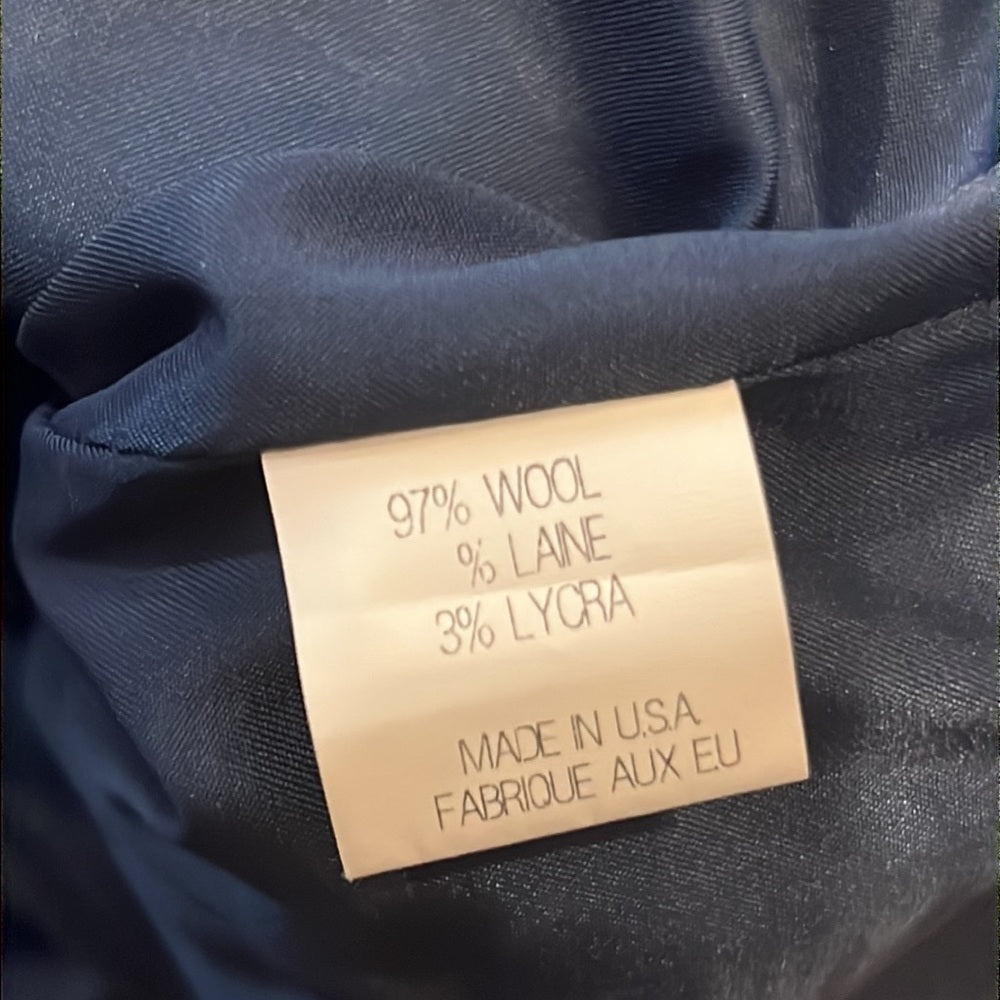 97% WOOL
% LAINE
3% LYCRA
MADE IN U.S.A.
FABRIQUE AUX E.U